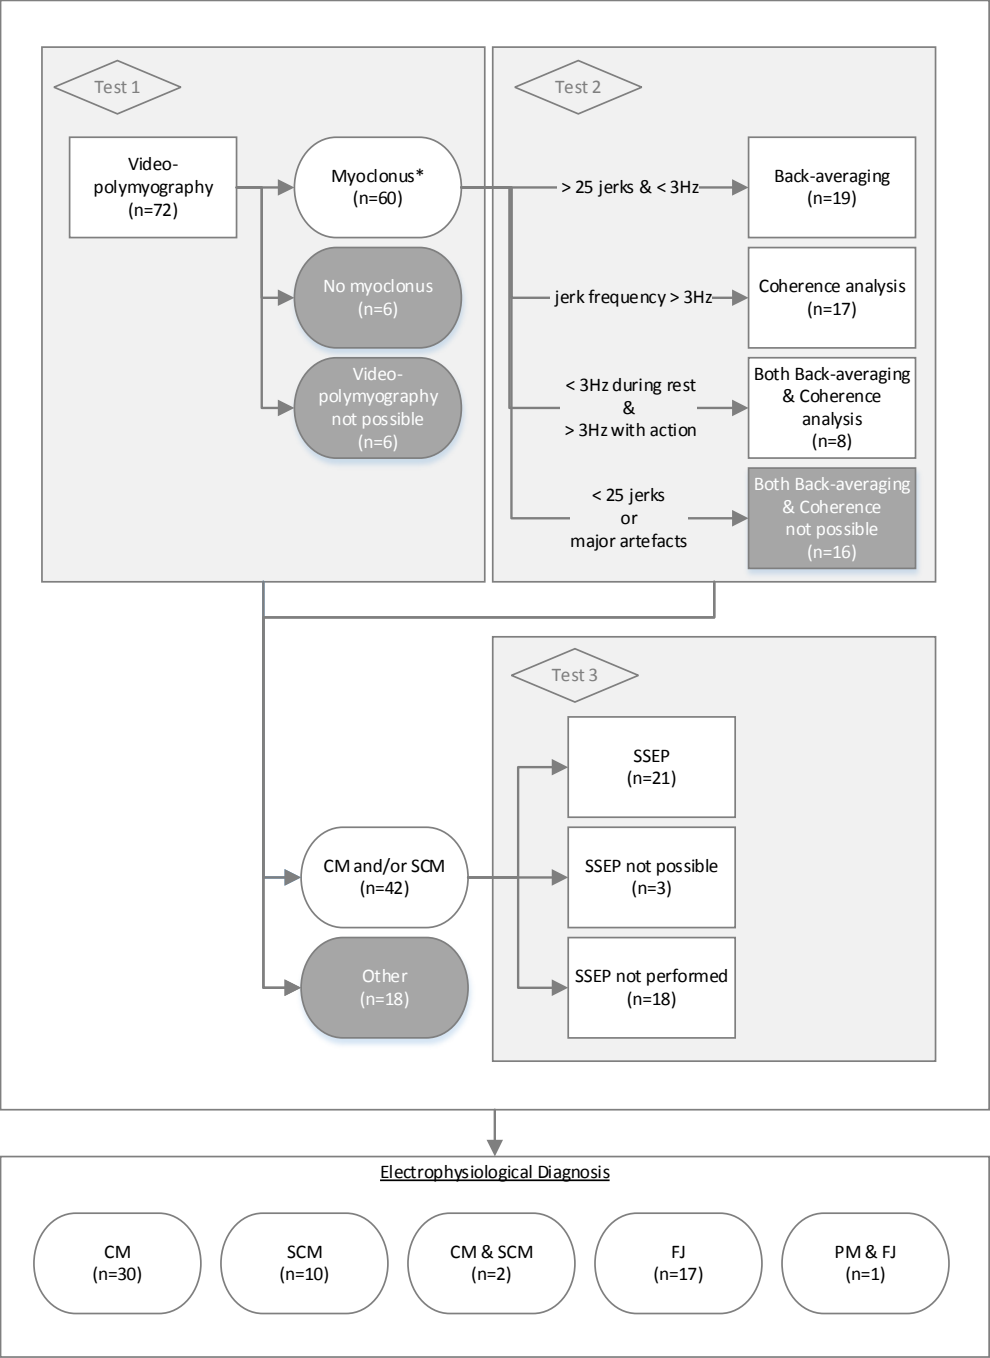 Test 1
Video-
polymyography
(n=72)
Myoclonus*
(n=60)
No myoclonus
(n=6)
Video-
polymyography
not possible
(n=6)
Test 2
> 25 jerks & < 3Hz
Back-averaging
(n=19)
jerk frequency > 3Hz
Coherence analysis
(n=17)
< 3Hz during rest
&
> 3Hz with action
Both Back-averaging
& Coherence
analysis
(n=8)
< 25 jerks
or
major artefacts
Both Back-averaging
& Coherence
not possible
(n=16)
Test 3
SSEP
(n=21)
CM and/or SCM
(n=42)
SSEP not possible
(n=3)
Other
(n=18)
SSEP not performed
(n=18)
Electrophysiological Diagnosis
CM
(n=30)
SCM
(n=10)
CM & SCM
(n=2)
FJ
(n=17)
PM & FJ
(n=1)